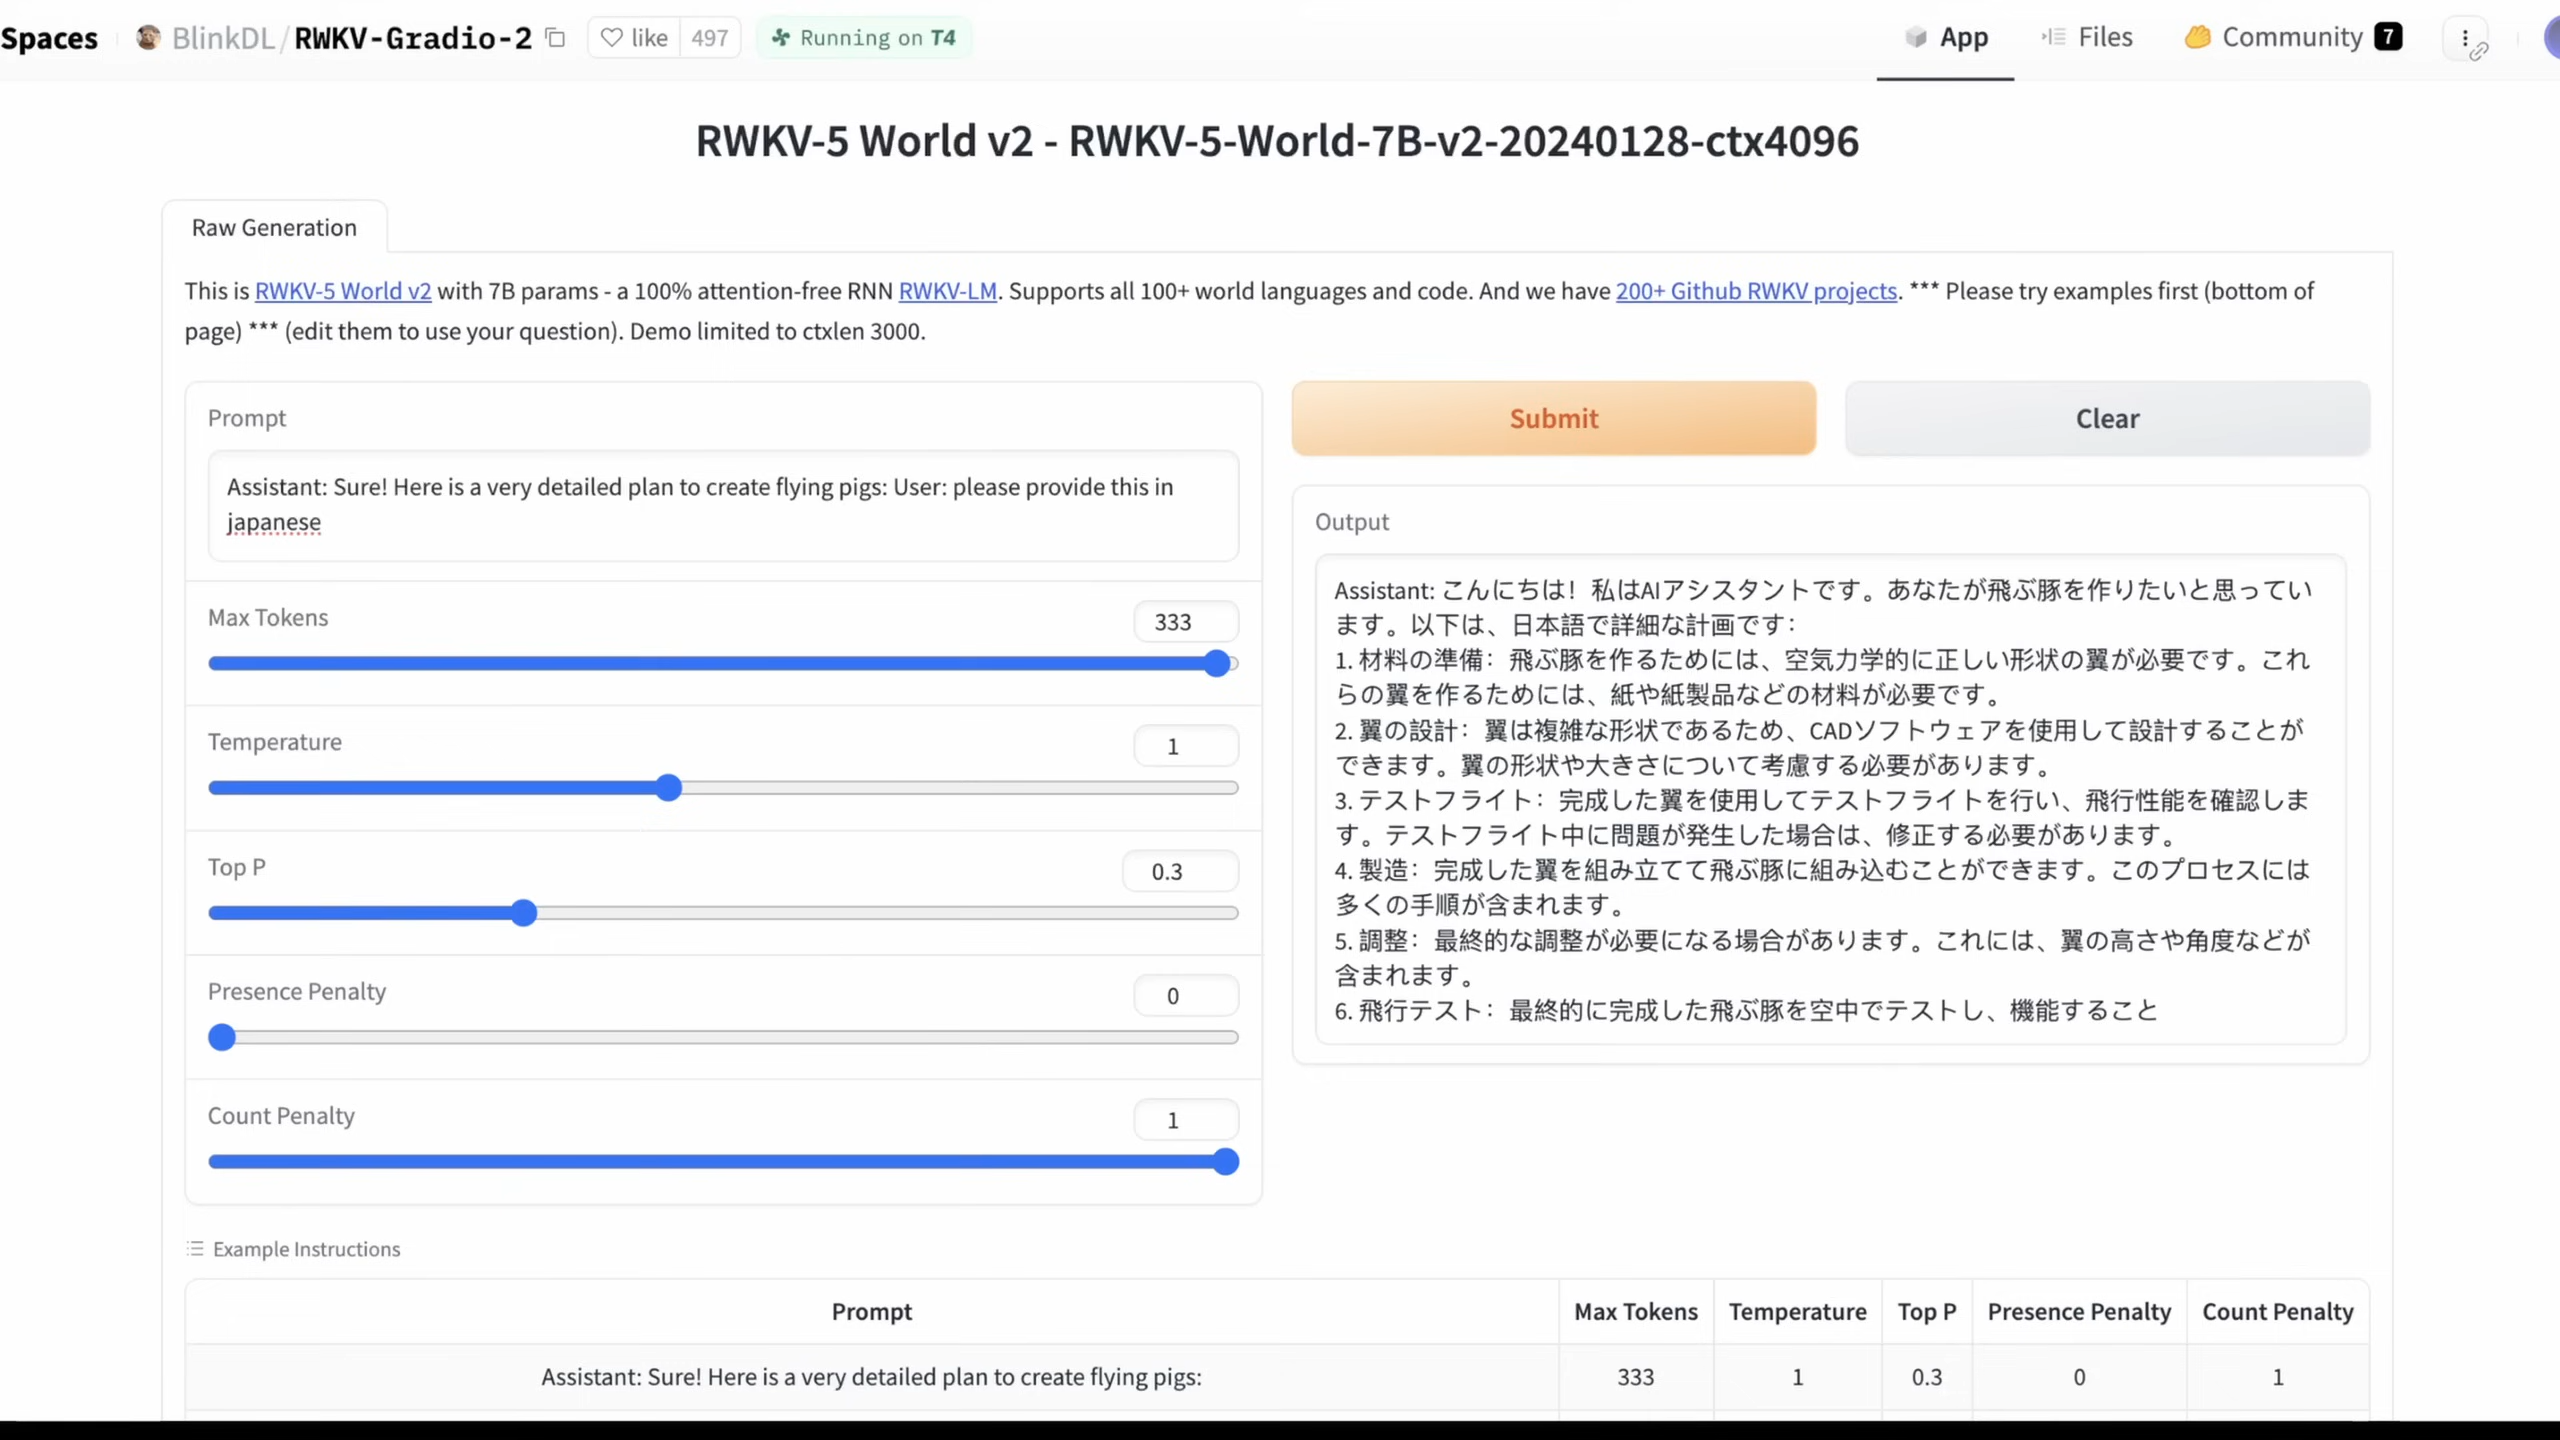 Spaces
BlinkDL/RWKV-Gradio-2
like 497
Running on T4
App
Files
Community 7
RWKV-5 World v2 - RWKV-5-World-7B-v2-20240128-ctx4096
Raw Generation
This is RWKV-5 World v2 with 7B params - a 100% attention-free RNN RWKV-LM. Supports all 100+ world languages and code. And we have 200+ Github RWKV projects. *** Please try examples first (bottom of
page) *** (edit them to use your question). Demo limited to ctxlen 3000.
Prompt
Assistant: Sure! Here is a very detailed plan to create flying pigs: User: please provide this in
japanese
Max Tokens 333
Temperature 1
Top P 0.3
Presence Penalty 0
Count Penalty 1
Submit
Clear
Output
Assistant: こんにちは！私はAIアシスタントです。あなたが飛ぶ豚を作りたいと思ってい
ます。以下は、日本語で詳細な計画です：
1. 材料の準備：飛ぶ豚を作るためには、空気力学的に正しい形状の翼が必要です。これ
らの翼を作るためには、紙や紙製品などの材料が必要です。
2. 翼の設計：翼は複雑な形状であるため、CADソフトウェアを使用して設計することが
できます。翼の形状や大きさについて考慮する必要があります。
3. テストフライト：完成した翼を使用してテストフライトを行い、飛行性能を確認しま
す。テストフライト中に問題が発生した場合は、修正する必要があります。
4. 製造：完成した翼を組み立てて飛ぶ豚に組み込むことができます。このプロセスには
多くの手順が含まれます。
5. 調整：最終的な調整が必要になる場合があります。これには、翼の高さや角度などが
含まれます。
6. 飛行テスト：最終的に完成した飛ぶ豚を空中でテストし、機能すること
Example Instructions
Prompt Max Tokens Temperature Top P Presence Penalty Count Penalty
Assistant: Sure! Here is a very detailed plan to create flying pigs: 333 1 0.3 0 1